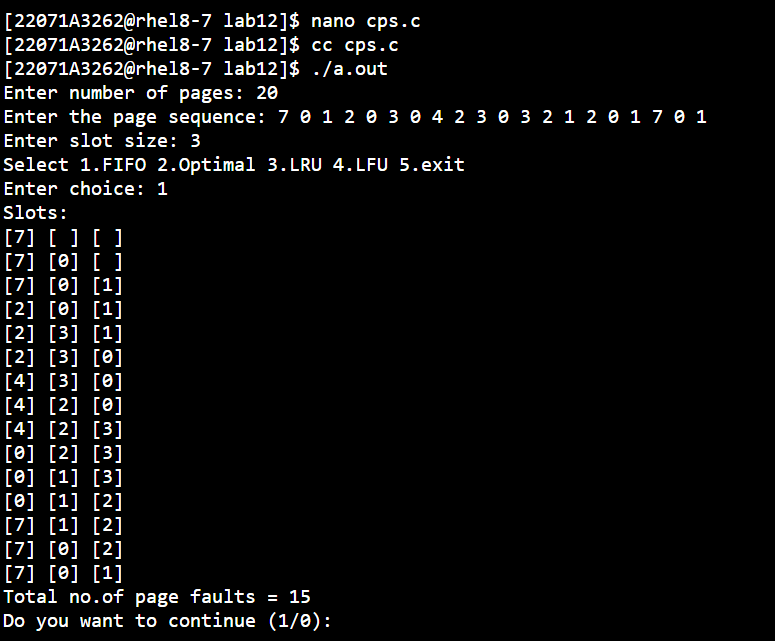 [22071A3262@rhel8-7 lab12]$ nano cps.c
[22071A3262@rhel8-7 lab12]$ cc cps.c
[22071A3262@rhel8-7 lab12]$ ./a.out
Enter number of pages: 20
Enter the page sequence: 7 0 1 2 0 3 0 4 2 3 0 3 2 1 2 0 1 7 0 1
Enter slot size: 3
Select 1.FIFO 2.Optimal 3.LRU 4.LFU 5.exit
Enter choice: 1
Slots:
[7] [ ] [ ]
[7] [0] [ ]
[7] [0] [1]
[2] [0] [1]
[2] [3] [1]
[2] [3] [0]
[4] [3] [0]
[4] [2] [0]
[4] [2] [3]
[0] [2] [3]
[0] [1] [3]
[0] [1] [2]
[7] [1] [2]
[7] [0] [2]
[7] [0] [1]
Total no.of page faults = 15
Do you want to continue (1/0):